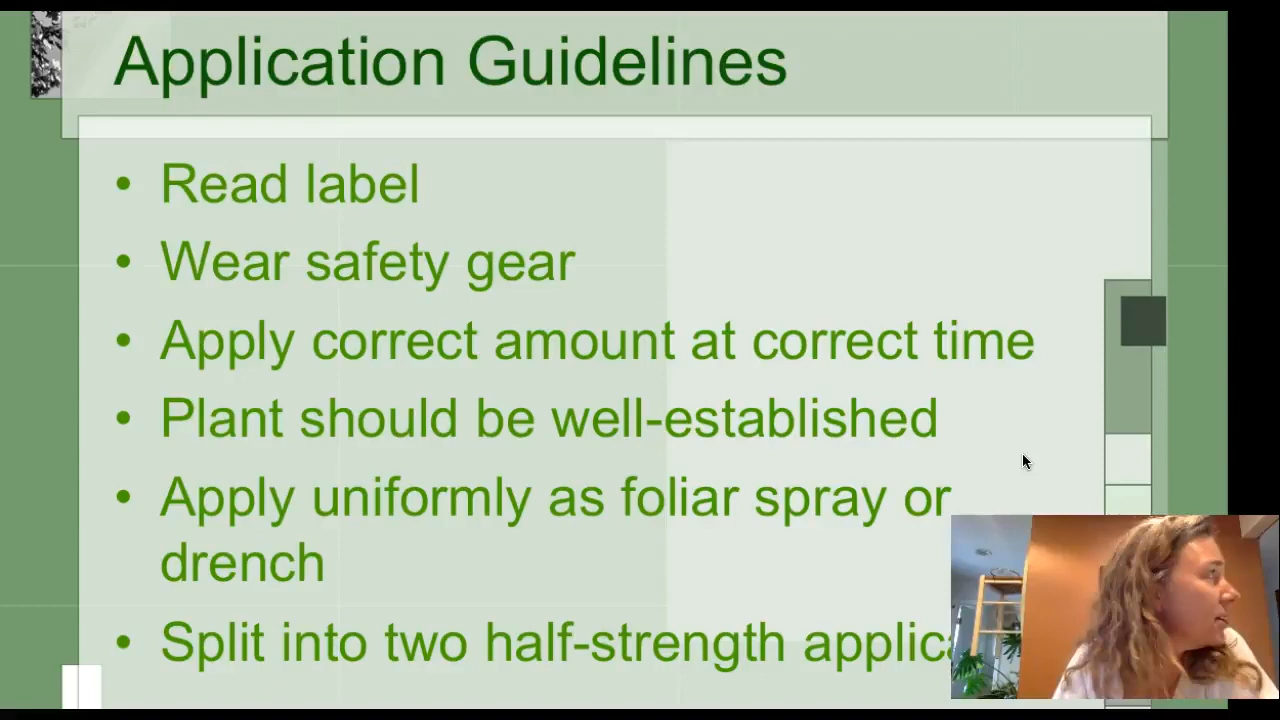 Application Guidelines
• Read label
• Wear safety gear
• Apply correct amount at correct time
• Plant should be well-established
• Apply uniformly as foliar spray or
drench
• Split into two half-strength